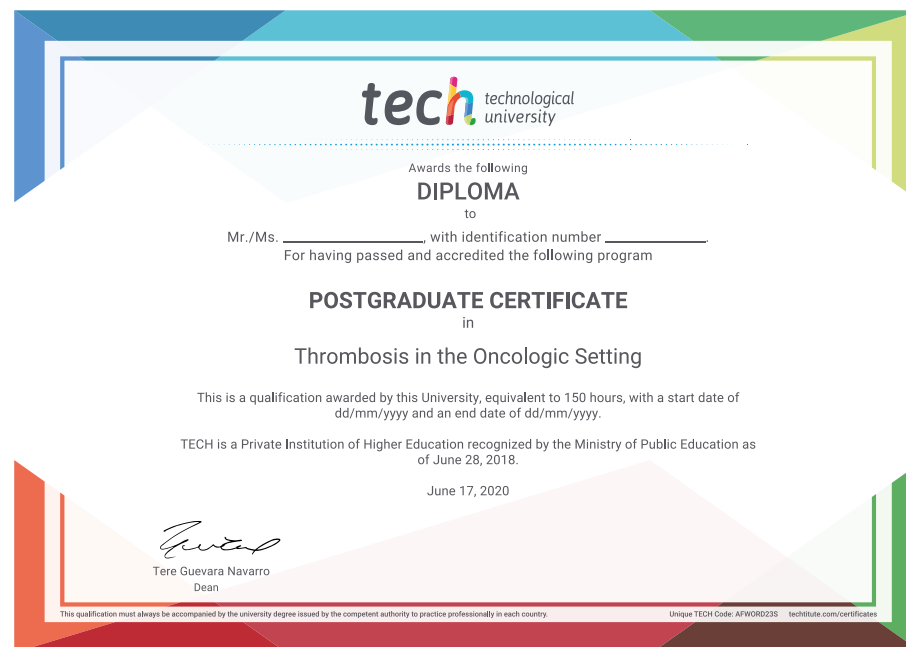 tech technological
university
Awards the following
DIPLOMA
to
Mr./Ms. ____________, with identification number ____________.
For having passed and accredited the following program
POSTGRADUATE CERTIFICATE
in
Thrombosis in the Oncologic Setting
This is a qualification awarded by this University, equivalent to 150 hours, with a start date of
dd/mm/yyyy and an end date of dd/mm/yyyy.
TECH is a Private Institution of Higher Education recognized by the Ministry of Public Education as
of June 28, 2018.
June 17, 2020
Tere Guevara Navarro
Dean
This qualification must always be accompanied by the university degree issued by the competent authority to practice professionally in each country. Unique TECH Code: AFWORD23S techtitute.com/certificates